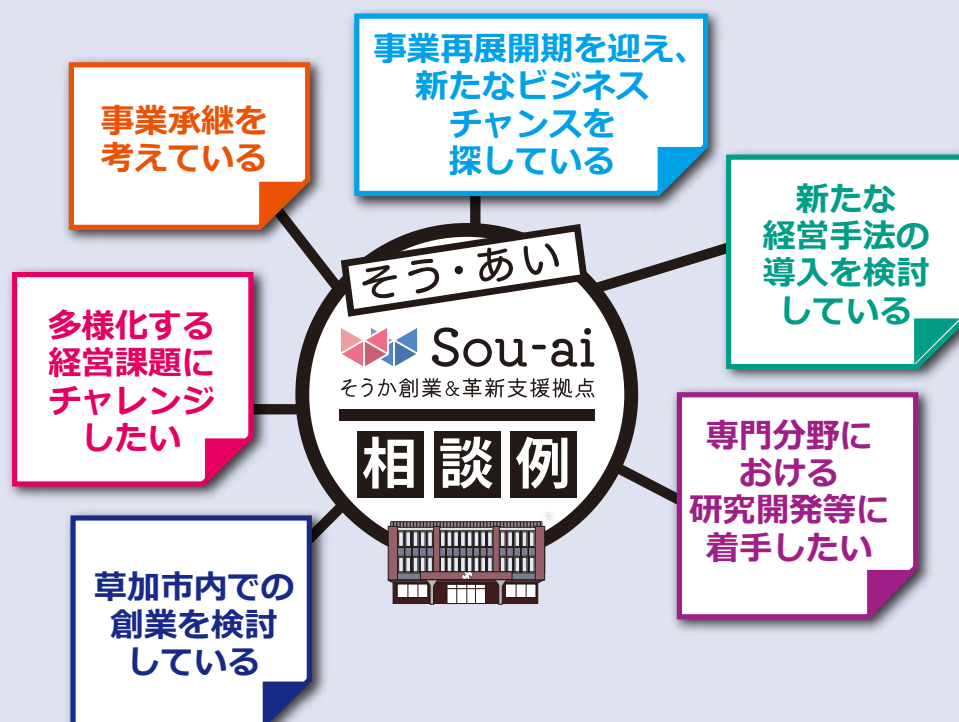 事業再展開期を迎え、
新たなビジネス
チャンスを
探している
事業承継を
考えている
新たな
経営手法の
導入を検討
している
そう・あい
Sou-ai
そうか創業&革新支援拠点
相談例
多様化する
経営課題に
チャレンジ
したい
専門分野に
おける
研究開発等に
着手したい
草加市内での
創業を検討
している